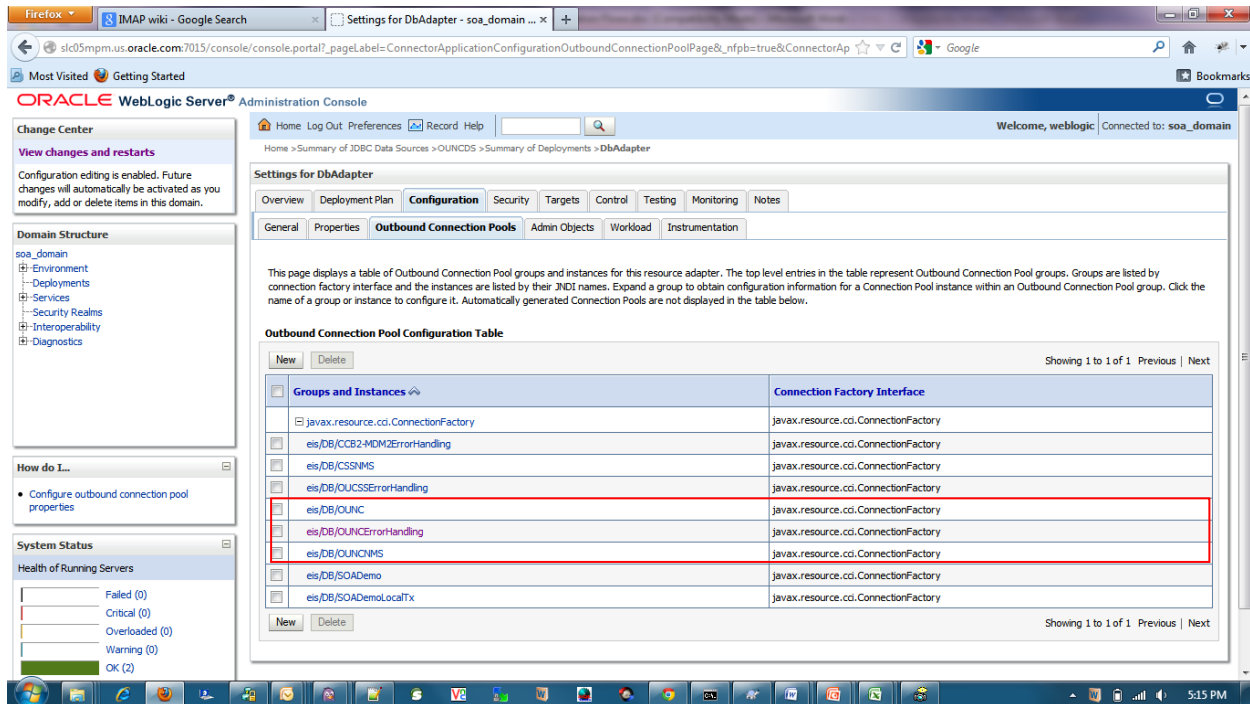 Firefox
IMAP wiki - Google Search
Settings for DbAdapter - soa_domain ...
slc05mpm.us.oracle.com:7015/console/console.portal?_pageLabel=ConnectorApplicationConfigurationOutboundConnectionPoolPage&_nfpb=true&ConnectorAp
Google
Most Visited Getting Started
Bookmarks
ORACLE WebLogic Server® Administration Console
Change Center
View changes and restarts
Configuration editing is enabled. Future
changes will automatically be activated as you
modify, add or delete items in this domain.
Domain Structure
soa_domain
Environment
Deployments
Services
Security Realms
Interoperability
Diagnostics
How do I...
Configure outbound connection pool
properties
System Status
Health of Running Servers
Failed (0)
Critical (0)
Overloaded (0)
Warning (0)
OK (2)
Home Log Out Preferences Record Help
Welcome, weblogic Connected to: soa_domain
Home >Summary of JDBC Data Sources >OUNCDS >Summary of Deployments >DbAdapter
Settings for DbAdapter
Overview Deployment Plan Configuration Security Targets Control Testing Monitoring Notes
General Properties Outbound Connection Pools Admin Objects Workload Instrumentation
This page displays a table of Outbound Connection Pool groups and instances for this resource adapter. The top level entries in the table represent Outbound Connection Pool groups. Groups are listed by
connection factory interface and the instances are listed by their JNDI names. Expand a group to obtain configuration information for a Connection Pool instance within an Outbound Connection Pool group. Click the
name of a group or instance to configure it. Automatically generated Connection Pools are not displayed in the table below.
Outbound Connection Pool Configuration Table
New Delete Showing 1 to 1 of 1 Previous | Next
Groups and Instances Connection Factory Interface
javax.resource.cci.ConnectionFactory javax.resource.cci.ConnectionFactory
eis/DB/CCB2-MDM2ErrorHandling javax.resource.cci.ConnectionFactory
eis/DB/CSSNMS javax.resource.cci.ConnectionFactory
eis/DB/OUCSSErrorHandling javax.resource.cci.ConnectionFactory
eis/DB/OUNC javax.resource.cci.ConnectionFactory
eis/DB/OUNCErrorHandling javax.resource.cci.ConnectionFactory
eis/DB/OUNCNMS javax.resource.cci.ConnectionFactory
eis/DB/SOADemo javax.resource.cci.ConnectionFactory
eis/DB/SOADemoLocalTx javax.resource.cci.ConnectionFactory
New Delete Showing 1 to 1 of 1 Previous | Next
5:15 PM